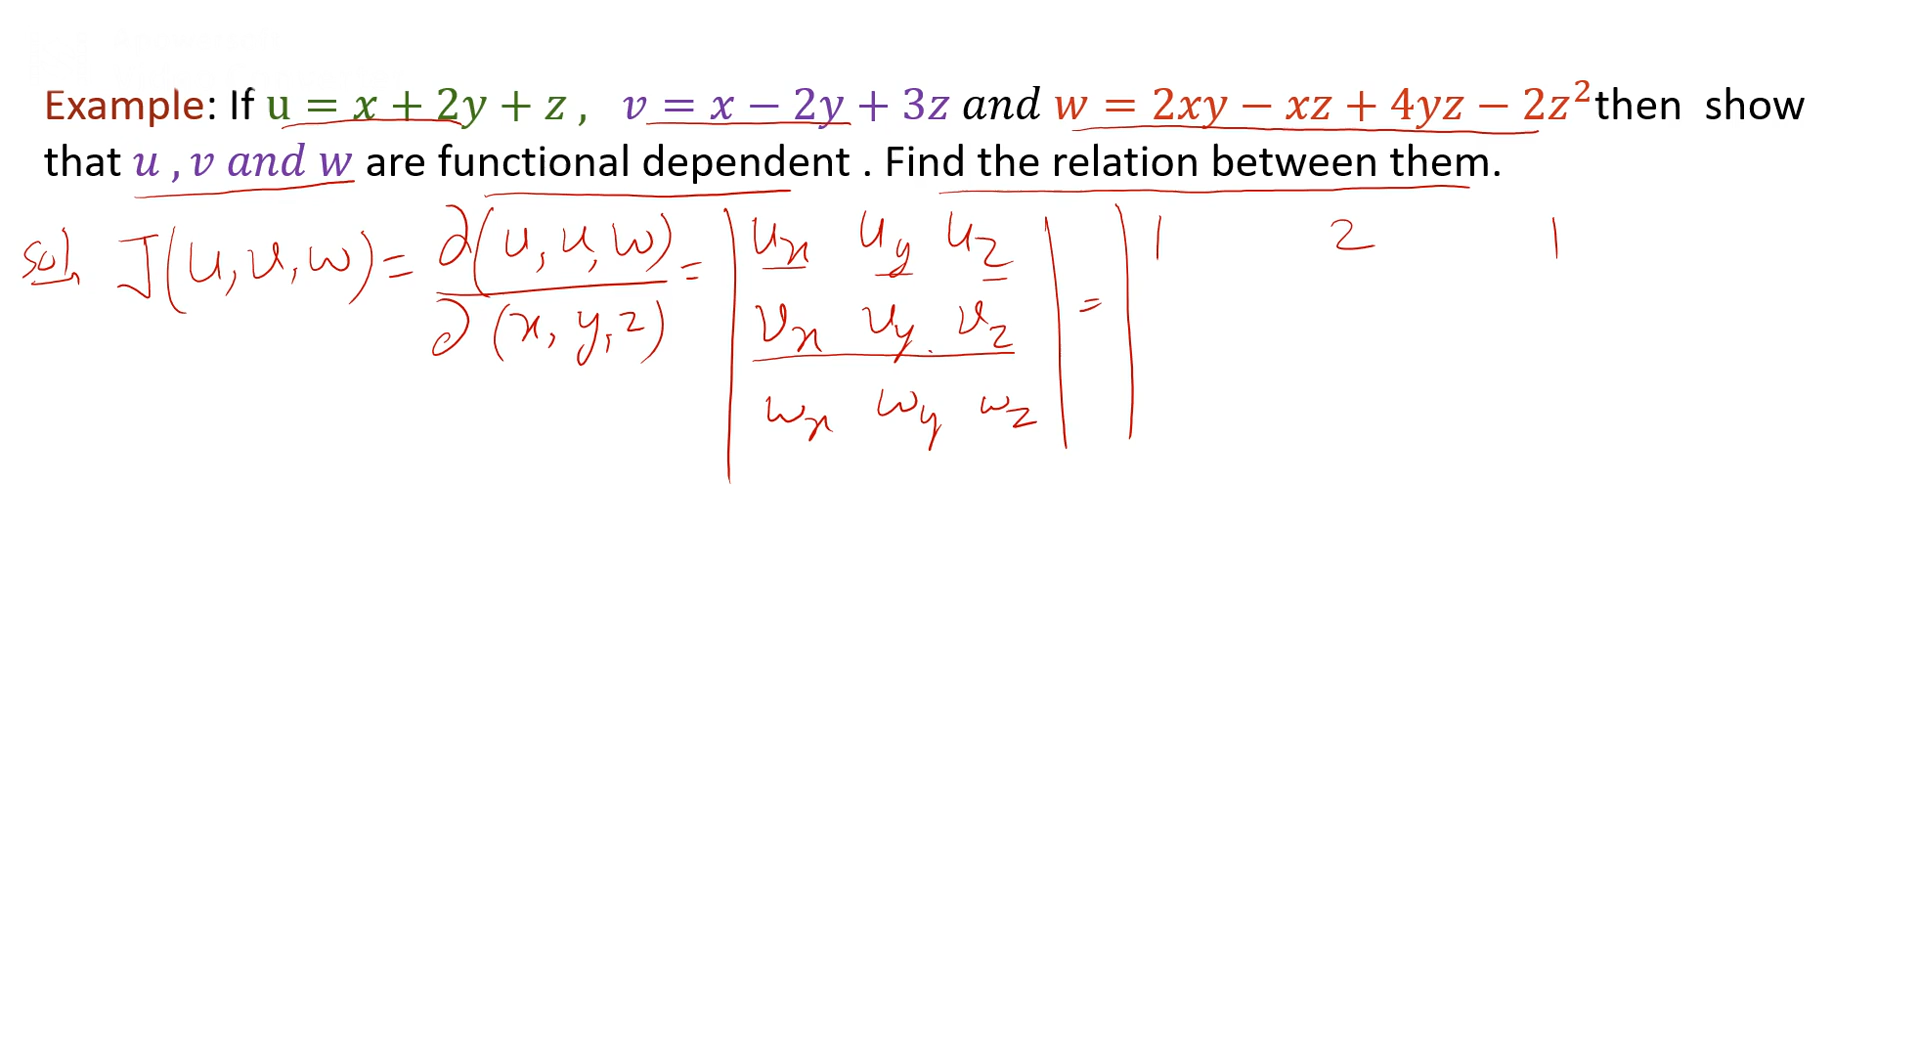 Example: If u = x + 2y + z , v = x − 2y + 3z and w = 2xy − xz + 4yz − 2z² then show
that u , v and w are functional dependent . Find the relation between them.
Sol. J(u, v, w) = ∂(u, v, w) / ∂(x, y, z) = | u_x u_y u_z | = | 1 2 1
v_x v_y v_z
w_x w_y w_z